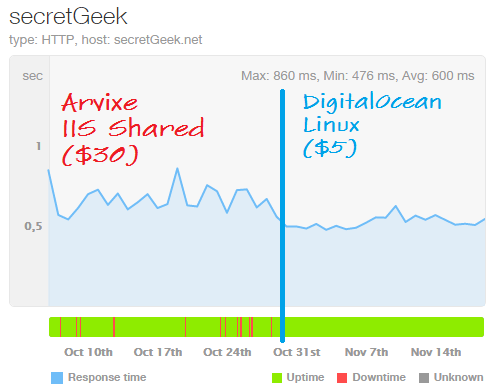 secretGeek
type: HTTP, host: secretGeek.net
sec
Max: 860 ms, Min: 476 ms, Avg: 600 ms
Arvixe
IIS Shared
($30)
DigitalOcean
Linux
($5)
1
0,5
Oct 10th Oct 17th Oct 24th Oct 31st Nov 7th Nov 14th
Response time Uptime Downtime Unknown